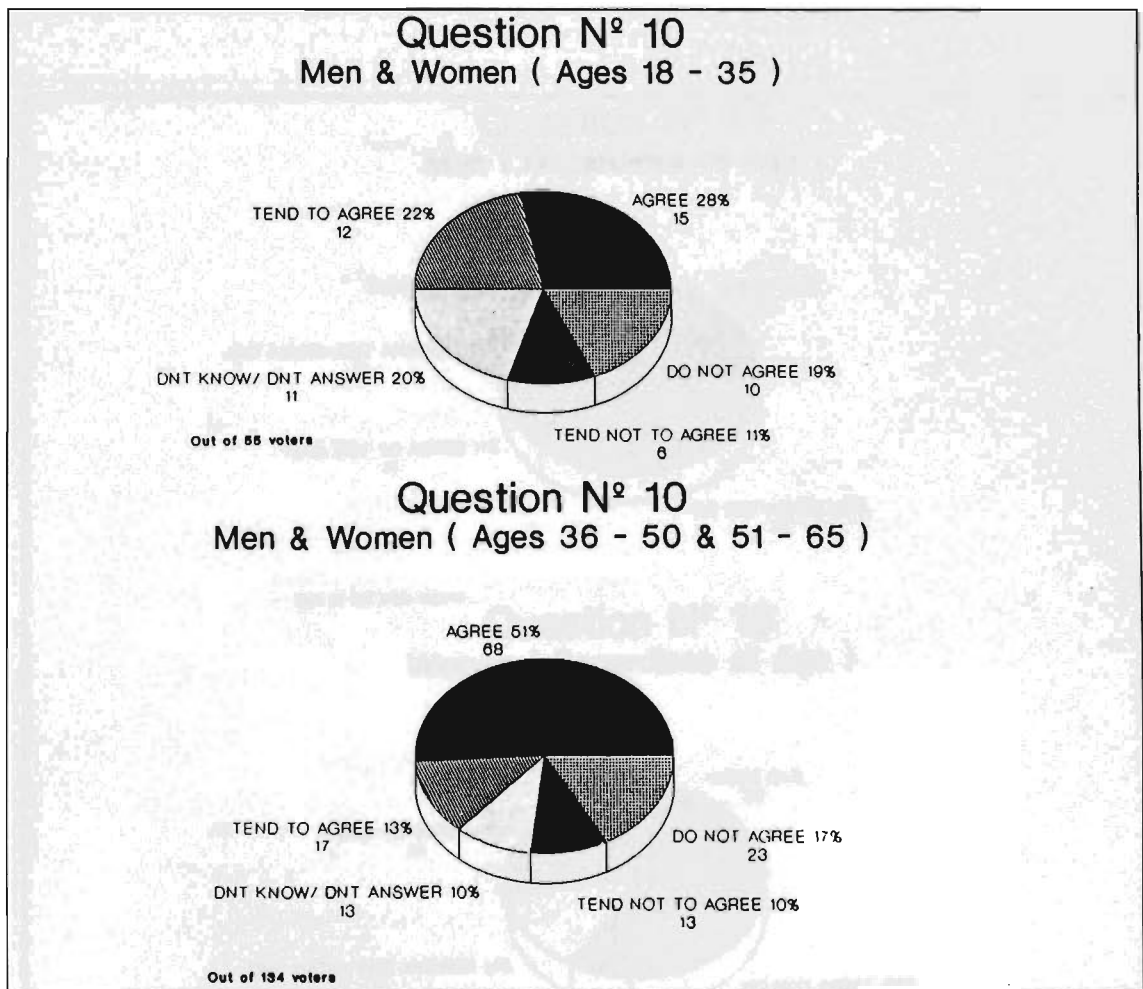 Question Nº 10
Men & Women ( Ages 18 - 35 )
TEND TO AGREE 22%
12
AGREE 28%
15
DNT KNOW/ DNT ANSWER 20%
11
DO NOT AGREE 19%
10
TEND NOT TO AGREE 11%
6
Out of 55 voters
Question Nº 10
Men & Women ( Ages 36 - 50 & 51 - 65 )
AGREE 51%
68
TEND TO AGREE 13%
17
DO NOT AGREE 17%
23
DNT KNOW/ DNT ANSWER 10%
13
TEND NOT TO AGREE 10%
13
Out of 134 voters